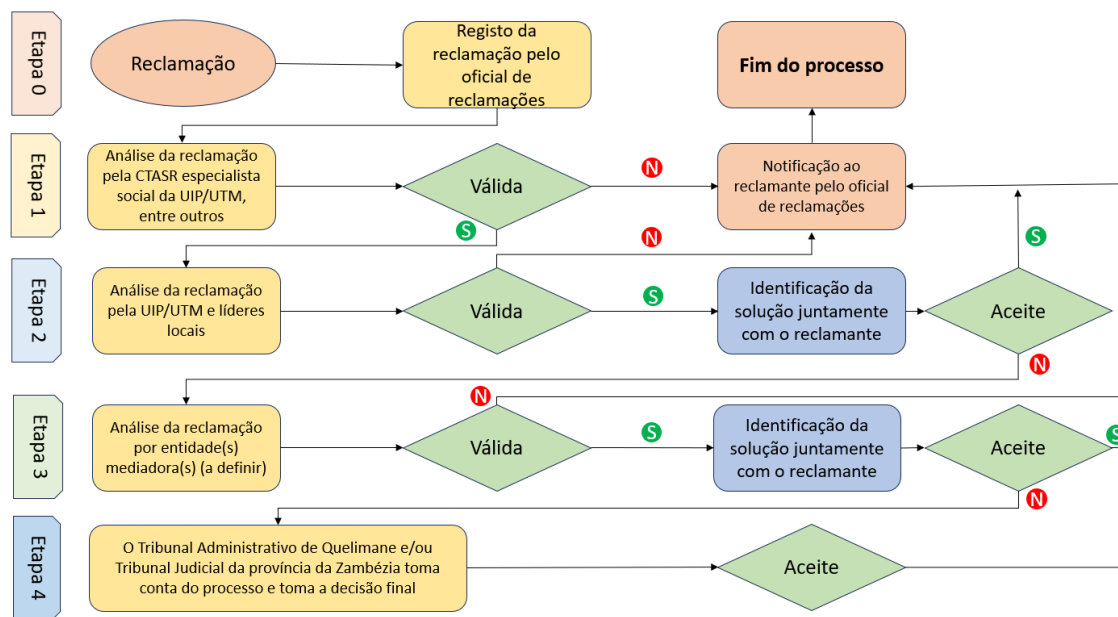 Etapa 0
Reclamação
Registo da
reclamação pelo
oficial de
reclamações
Fim do processo
Etapa 1
Análise da reclamação
pela CTASR especialista
social da UIP/UTM,
entre outros
Válida
N
Notificação ao
reclamante pelo oficial
de reclamações
S
N
S
Etapa 2
Análise da reclamação
pela UIP/UTM e líderes
locais
Válida
S
Identificação da
solução juntamente
com o reclamante
Aceite
N
N
Etapa 3
Análise da reclamação
por entidade(s)
mediadora(s) (a definir)
Válida
S
Identificação da
solução juntamente
com o reclamante
Aceite
S
N
Etapa 4
O Tribunal Administrativo de Quelimane e/ou
Tribunal Judicial da província da Zambézia toma
conta do processo e toma a decisão final
Aceite